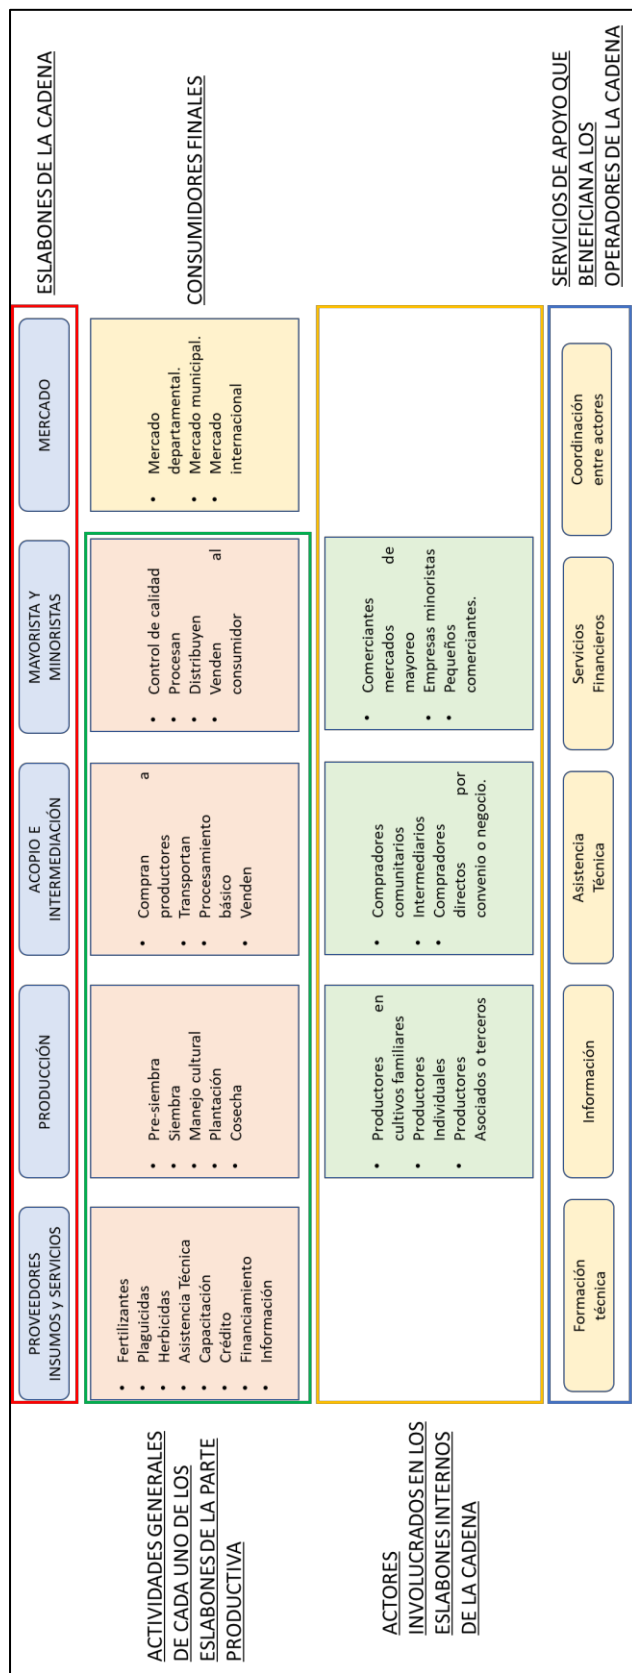 ESLABONES DE LA CADENA
PROVEEDORES
INSUMOS y SERVICIOS
PRODUCCIÓN
ACOPIO E
INTERMEDIACIÓN
MAYORISTA Y
MINORISTAS
MERCADO
ACTIVIDADES GENERALES
DE CADA UNO DE LOS
ESLABONES DE LA PARTE
PRODUCTIVA
• Fertilizantes
• Plaguicidas
• Herbicidas
• Asistencia Técnica
• Capacitación
• Crédito
• Financiamiento
• Información
• Pre-siembra
• Siembra
• Manejo cultural
• Plantación
• Cosecha
• Compran a
productores
• Transportan
• Procesamiento
básico
• Venden
• Control de calidad
• Procesan
• Distribuyen
• Venden al
consumidor
• Mercado
departamental.
• Mercado municipal.
• Mercado
internacional
CONSUMIDORES FINALES
ACTORES
INVOLUCRADOS EN LOS
ESLABONES INTERNOS
DE LA CADENA
• Productores en
cultivos familiares
• Productores
Individuales
• Productores
Asociados o terceros
• Compradores
comunitarios
• Intermediarios
• Compradores
directos por
convenio o negocio.
• Comerciantes de
mercados
mayoreo
• Empresas minoristas
• Pequeños
comerciantes.
Formación
técnica
Información
Asistencia
Técnica
Servicios
Financieros
Coordinación
entre actores
SERVICIOS DE APOYO QUE
BENEFICIAN A LOS
OPERADORES DE LA CADENA